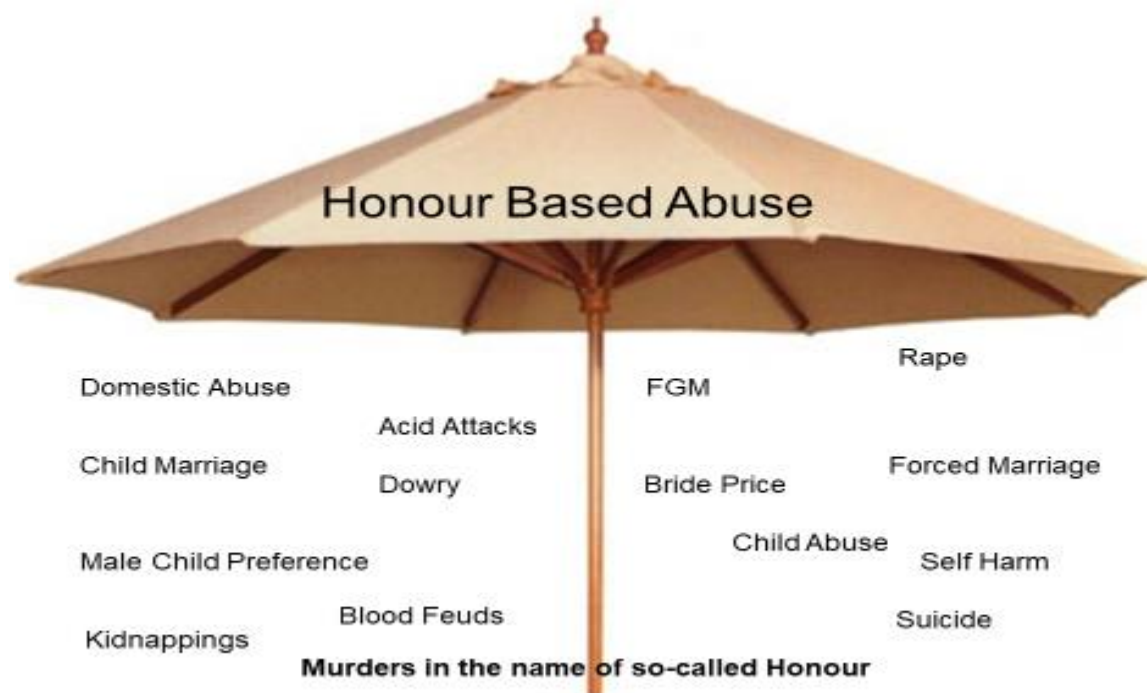 Honour Based Abuse
Rape
Domestic Abuse
FGM
Acid Attacks
Child Marriage
Forced Marriage
Dowry
Bride Price
Child Abuse
Male Child Preference
Self Harm
Blood Feuds
Suicide
Kidnappings
Murders in the name of so-called Honour